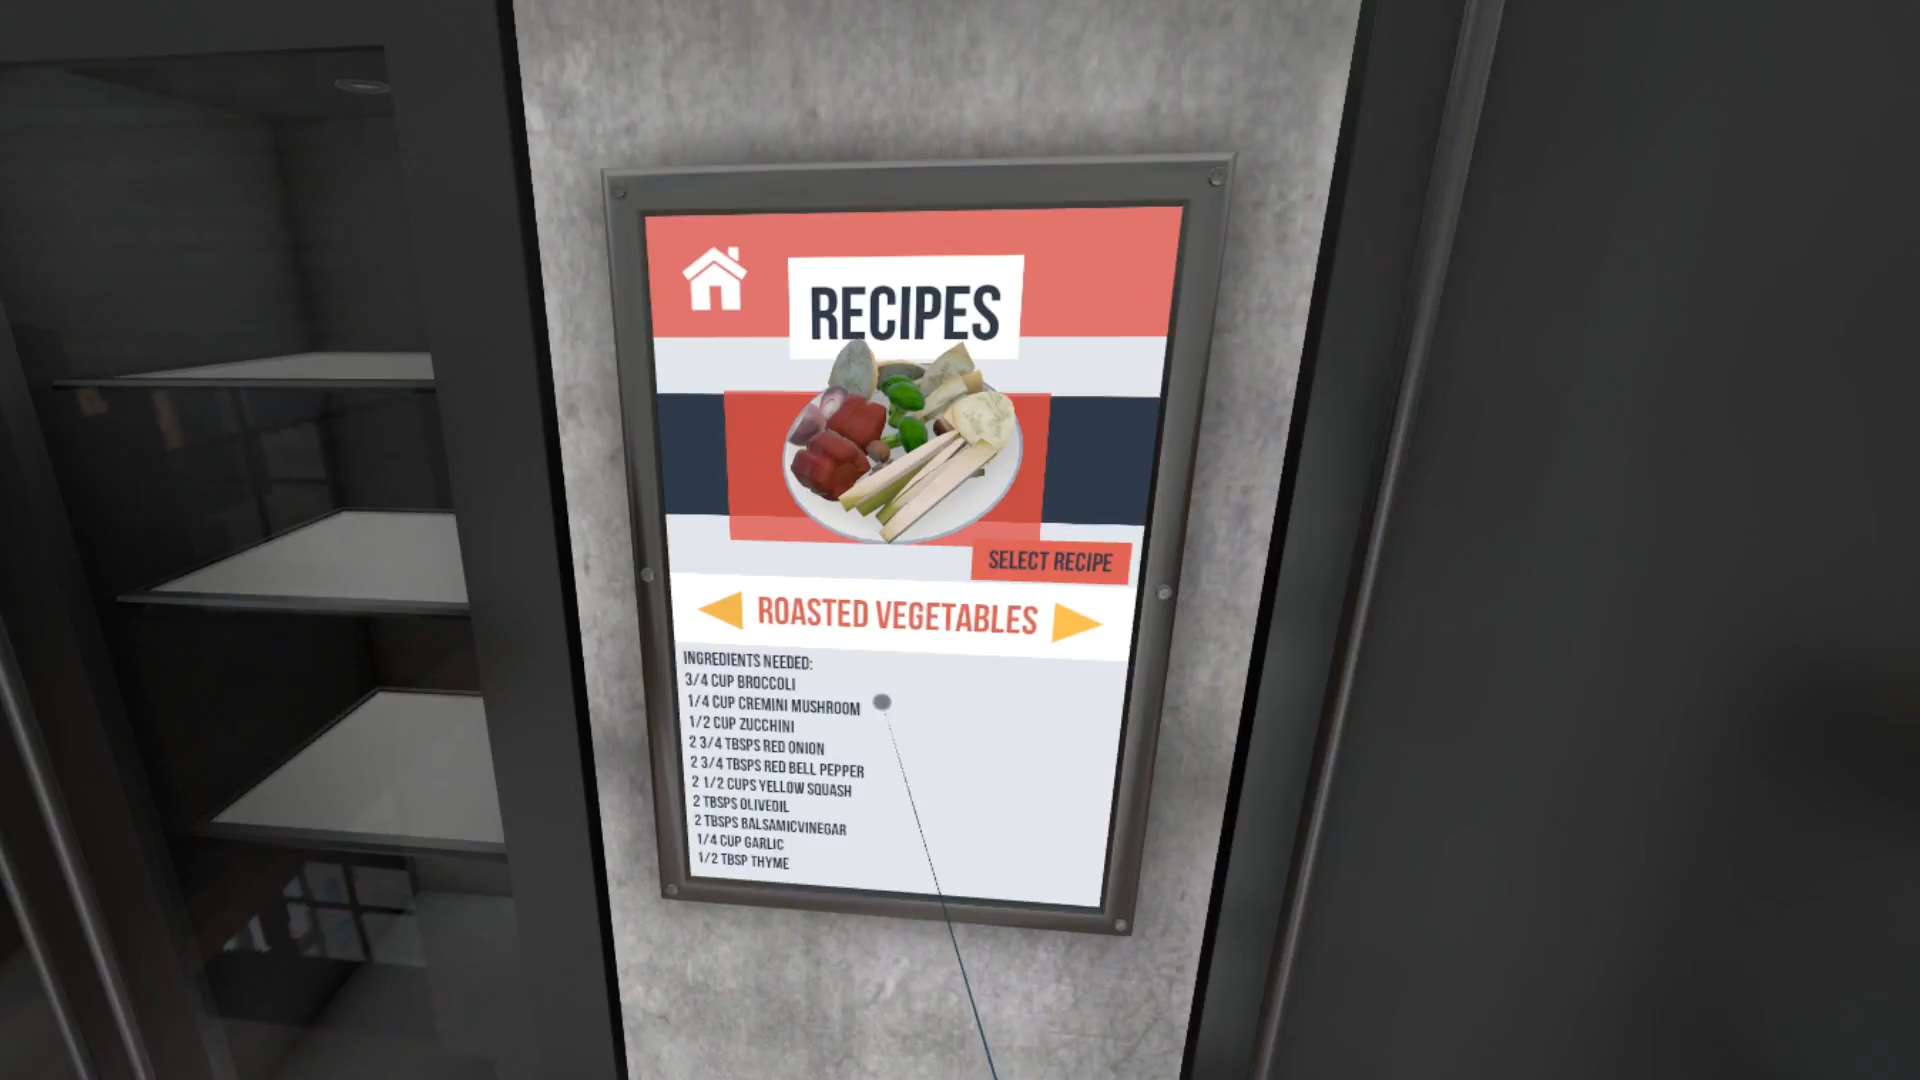 RECIPES
SELECT RECIPE
ROASTED VEGETABLES
INGREDIENTS NEEDED:
3/4 CUP BROCCOLI
1/4 CUP CREMINI MUSHROOM
1/2 CUP ZUCCHINI
2 3/4 TBSPS RED ONION
2 3/4 TBSPS RED BELL PEPPER
2 1/2 CUPS YELLOW SQUASH
2 TBSPS OLIVEOIL
2 TBSPS BALSAMICVINEGAR
1/4 CUP GARLIC
1/2 TBSP THYME